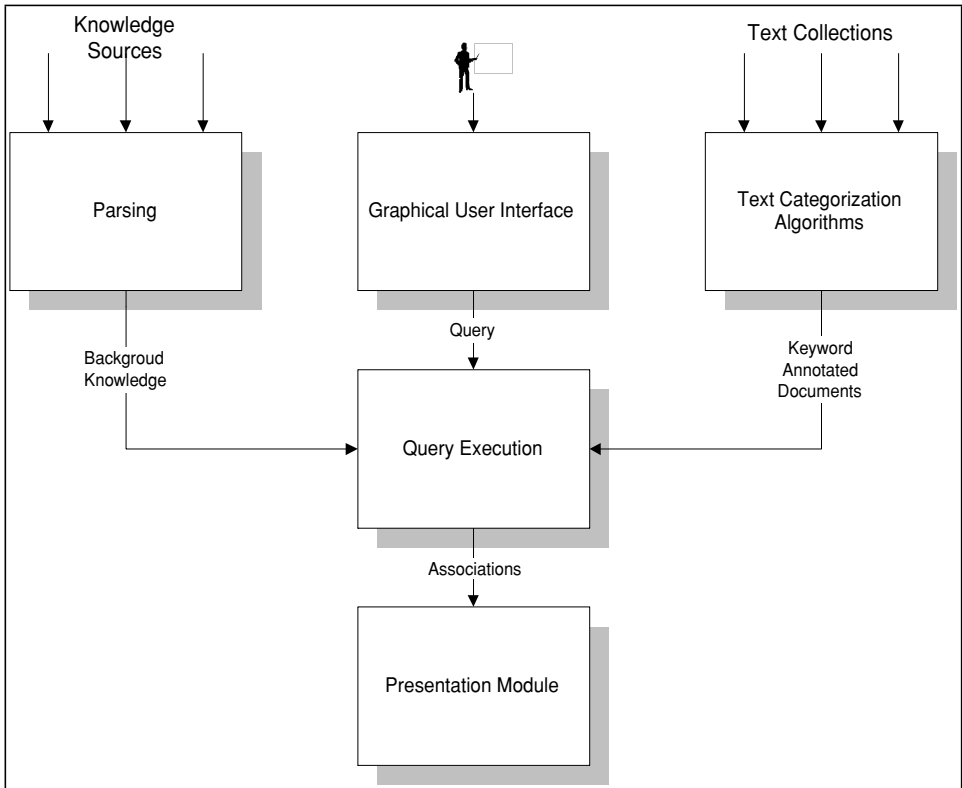 Knowledge
Sources
Text Collections
Parsing
Graphical User Interface
Text Categorization
Algorithms
Backgroud
Knowledge
Query
Keyword
Annotated
Documents
Query Execution
Associations
Presentation Module